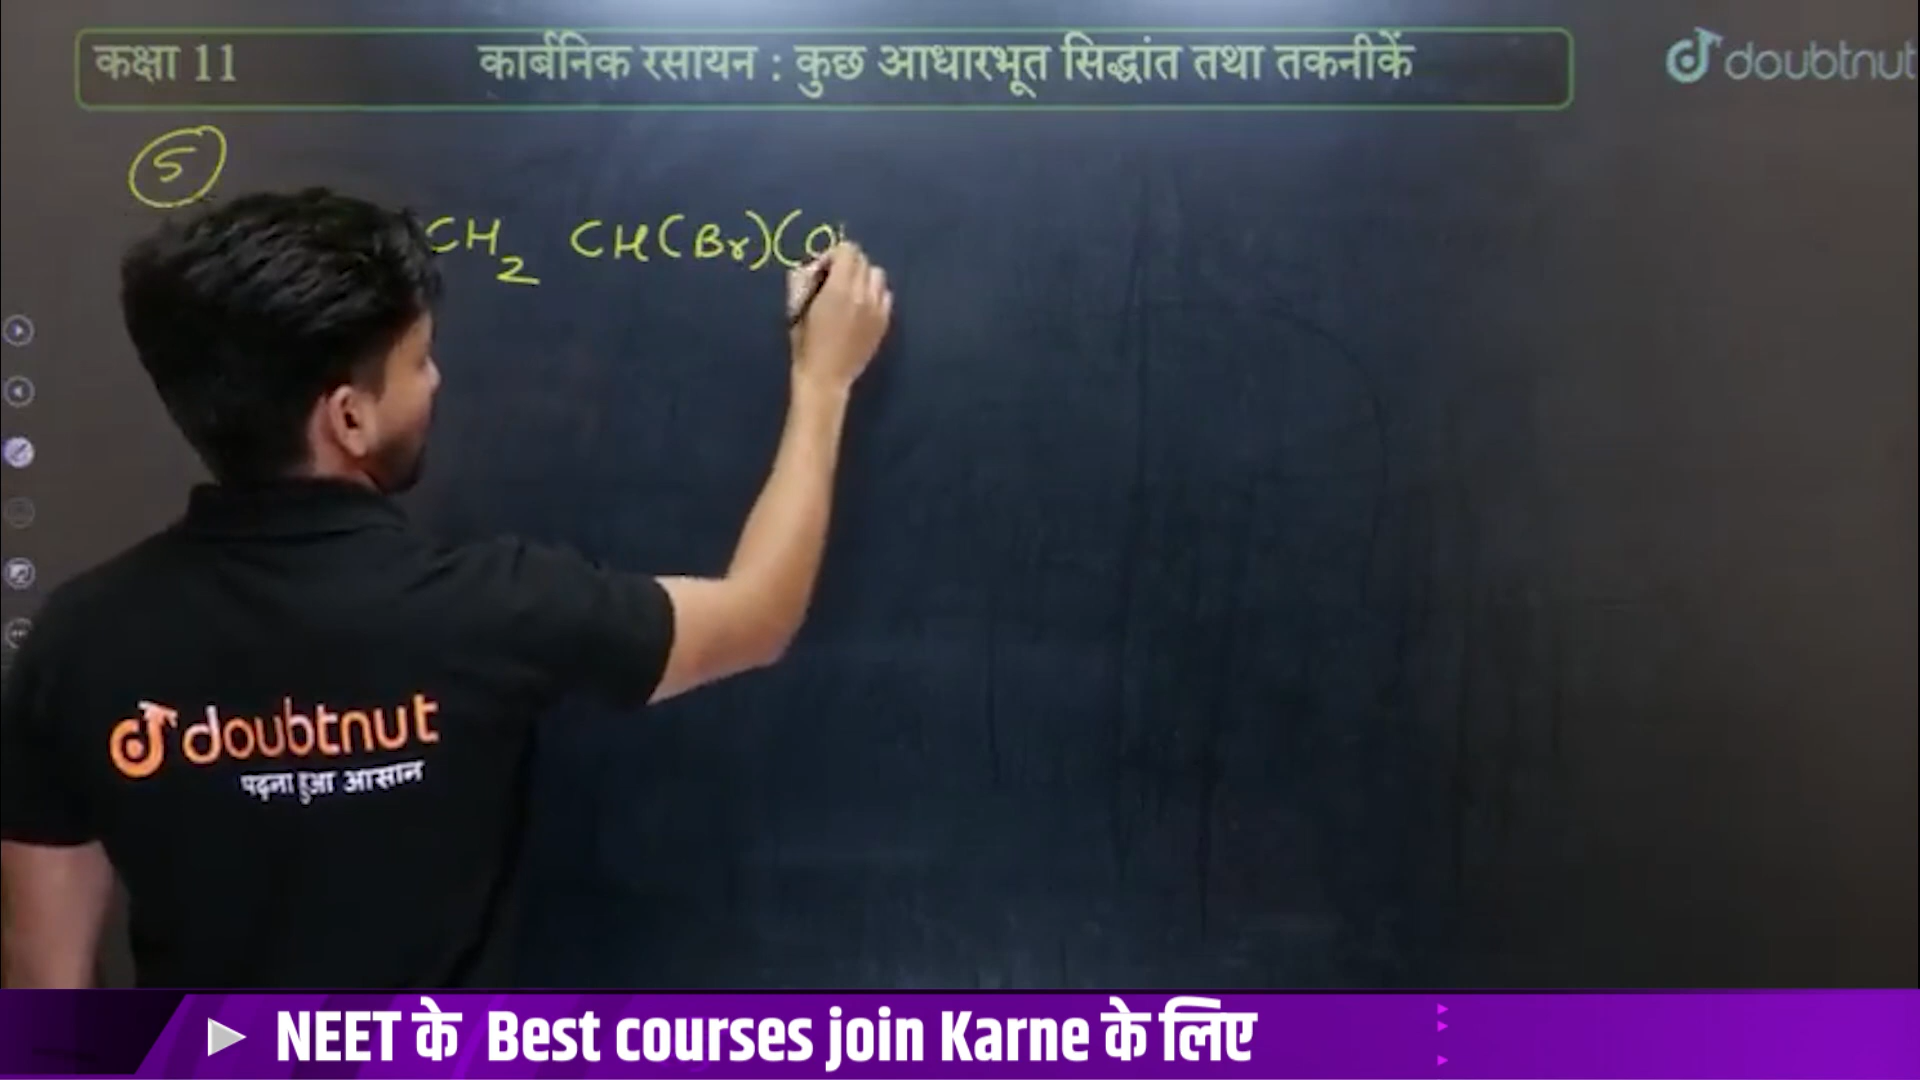 कक्षा 11 कार्बनिक रसायन : कुछ आधारभूत सिद्धांत तथा तकनीकें
doubtnut
5
CH2 CH(Br)(
doubtnut
पढ़ना हुआ आसान
NEET के Best courses join Karne के लिए